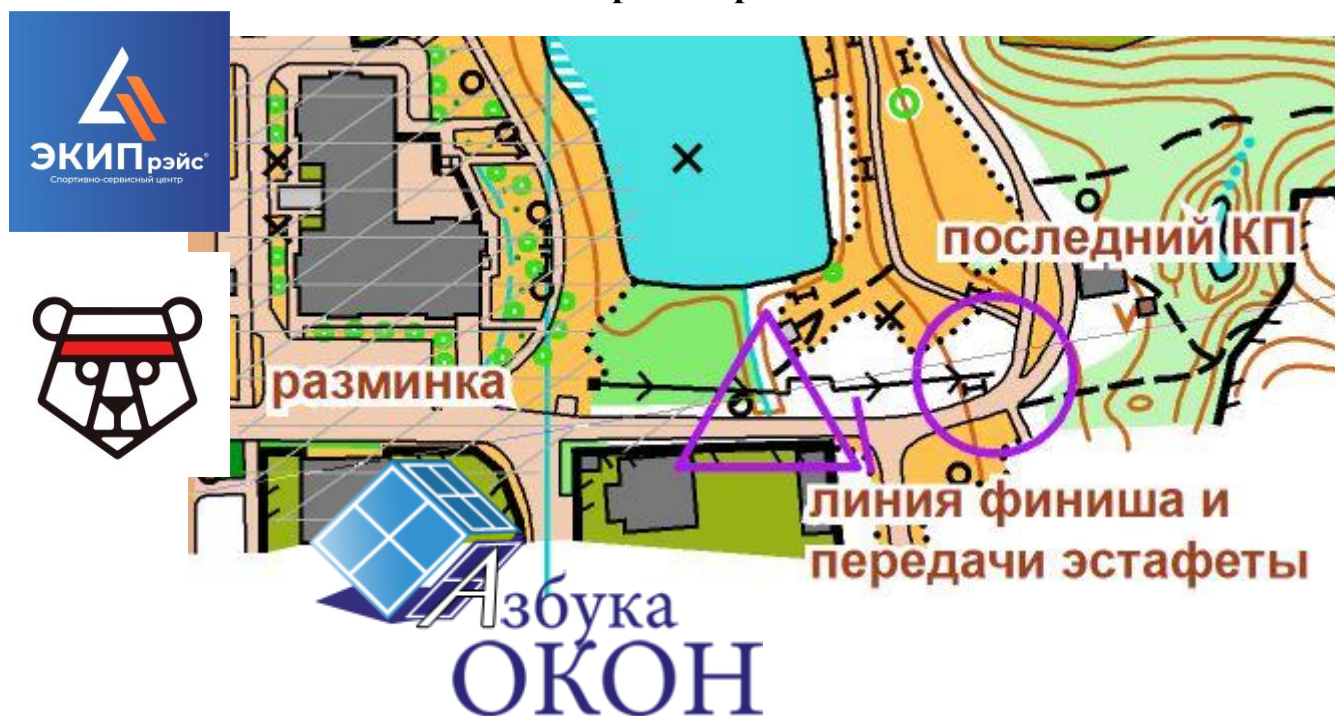 ЭКИПрэйс
Спортивно-сервисный центр
последний КП
разминка
линия финиша и
передачи эстафеты
Азбука
ОКОН